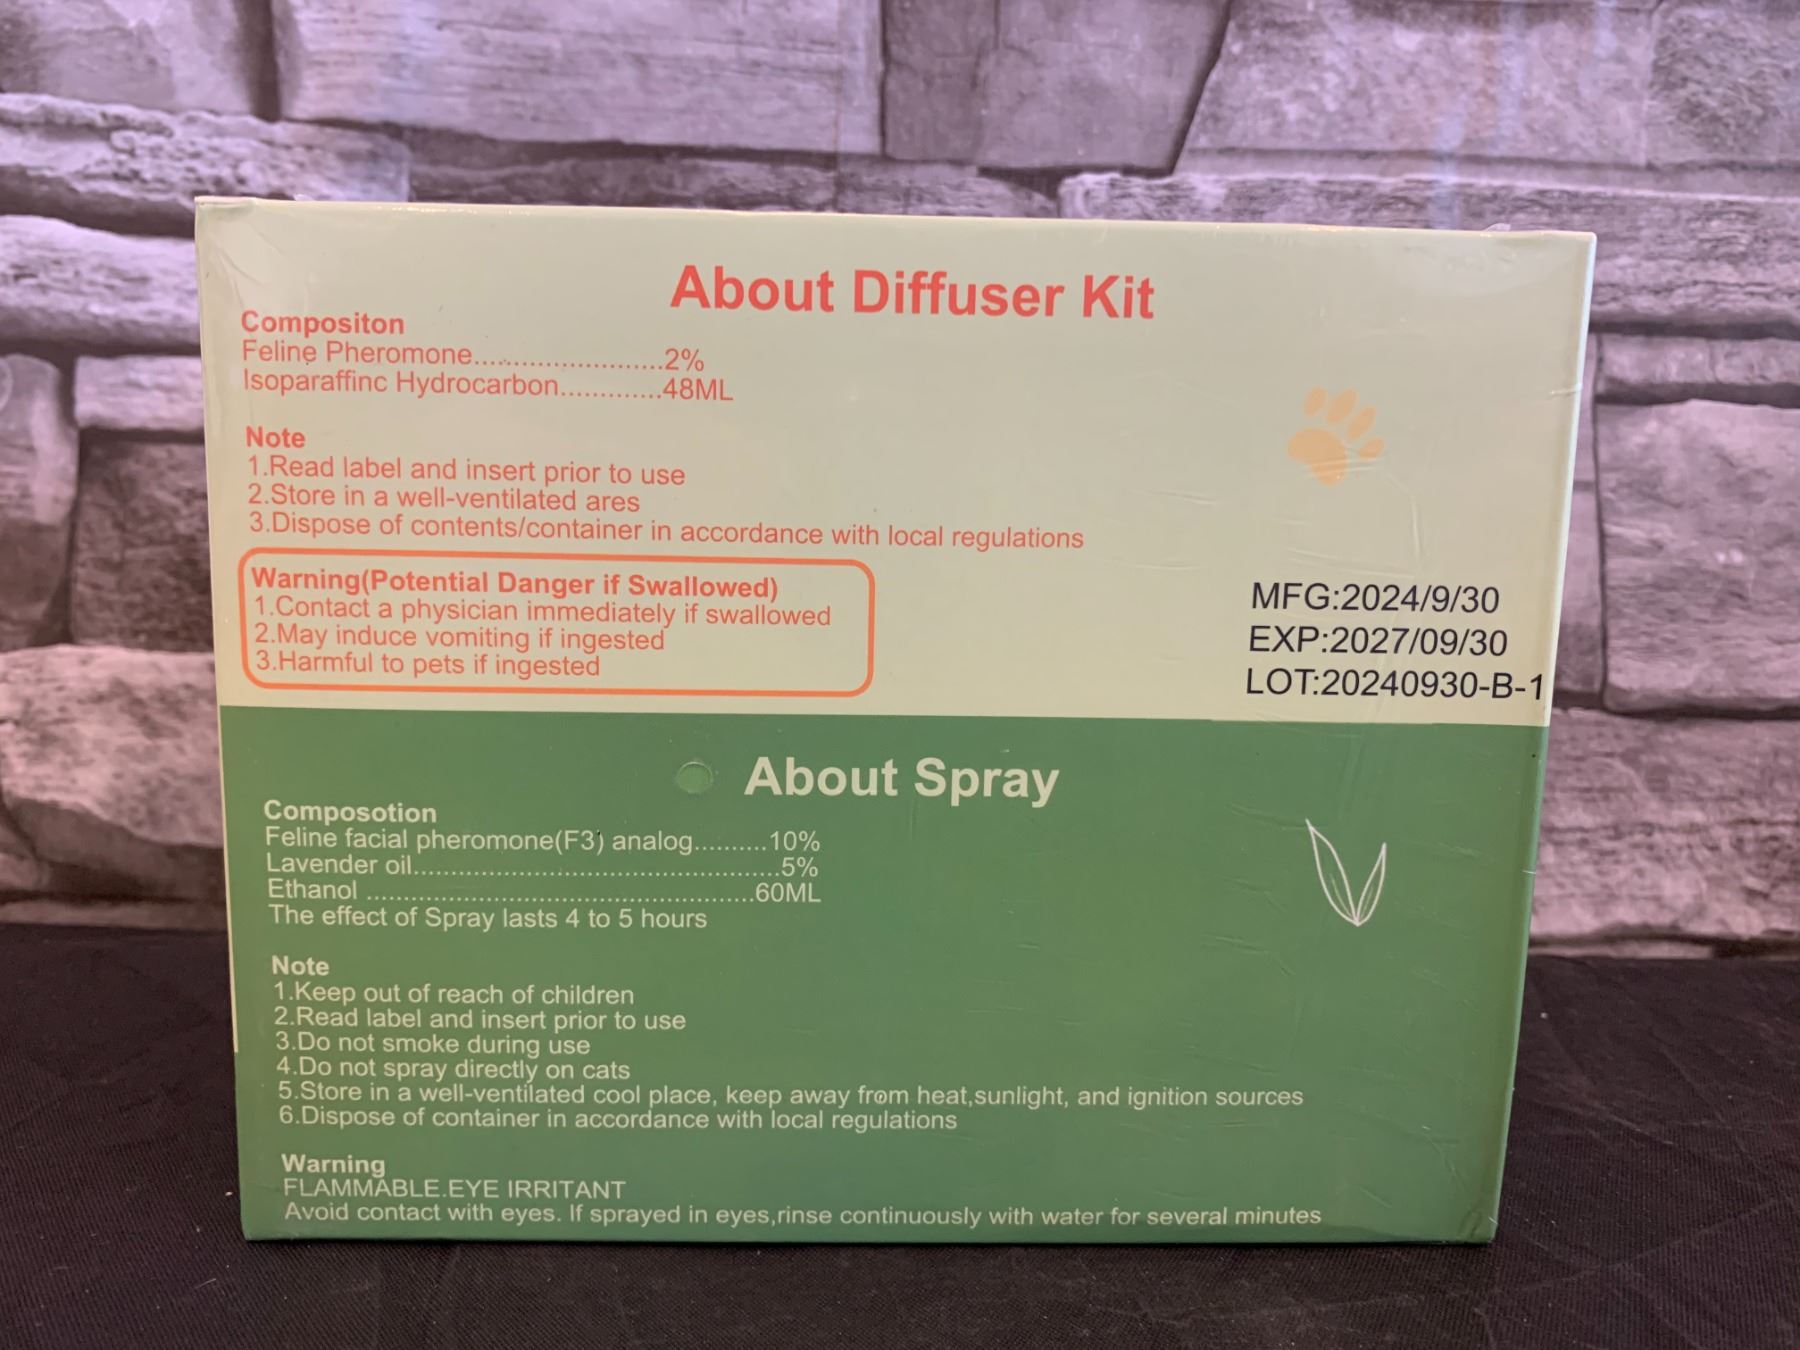 About Diffuser Kit
Compositon
Feline Pheromone.......................2%
Isoparaffinc Hydrocarbon.............48ML
Note
1.Read label and insert prior to use
2.Store in a well-ventilated ares
3.Dispose of contents/container in accordance with local regulations
Warning(Potential Danger if Swallowed)
1.Contact a physician immediately if swallowed
2.May induce vomiting if ingested
3.Harmful to pets if ingested
MFG:2024/9/30
EXP:2027/09/30
LOT:20240930-B-1
About Spray
Composotion
Feline facial pheromone(F3) analog..........10%
Lavender oil.................................................5%
Ethanol ....................................................60ML
The effect of Spray lasts 4 to 5 hours
Note
1.Keep out of reach of children
2.Read label and insert prior to use
3.Do not smoke during use
4.Do not spray directly on cats
5.Store in a well-ventilated cool place, keep away from heat,sunlight, and ignition sources
6.Dispose of container in accordance with local regulations
Warning
FLAMMABLE.EYE IRRITANT
Avoid contact with eyes. If sprayed in eyes,rinse continuously with water for several minutes